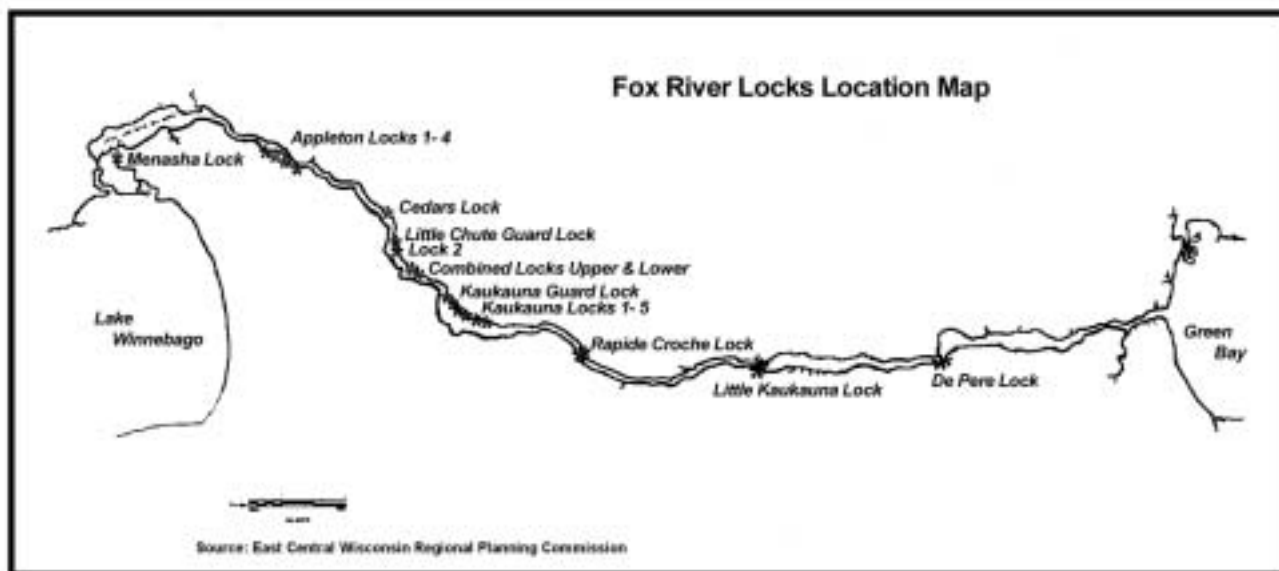 Fox River Locks Location Map
Appleton Locks 1- 4
Menasha Lock
Cedars Lock
Little Chute Guard Lock
Lock 2
Combined Locks Upper & Lower
Kaukauna Guard Lock
Kaukauna Locks 1- 5
Lake
Winnebago
Rapide Croche Lock
Green
Bay
Little Kaukauna Lock
De Pere Lock
Source: East Central Wisconsin Regional Planning Commission